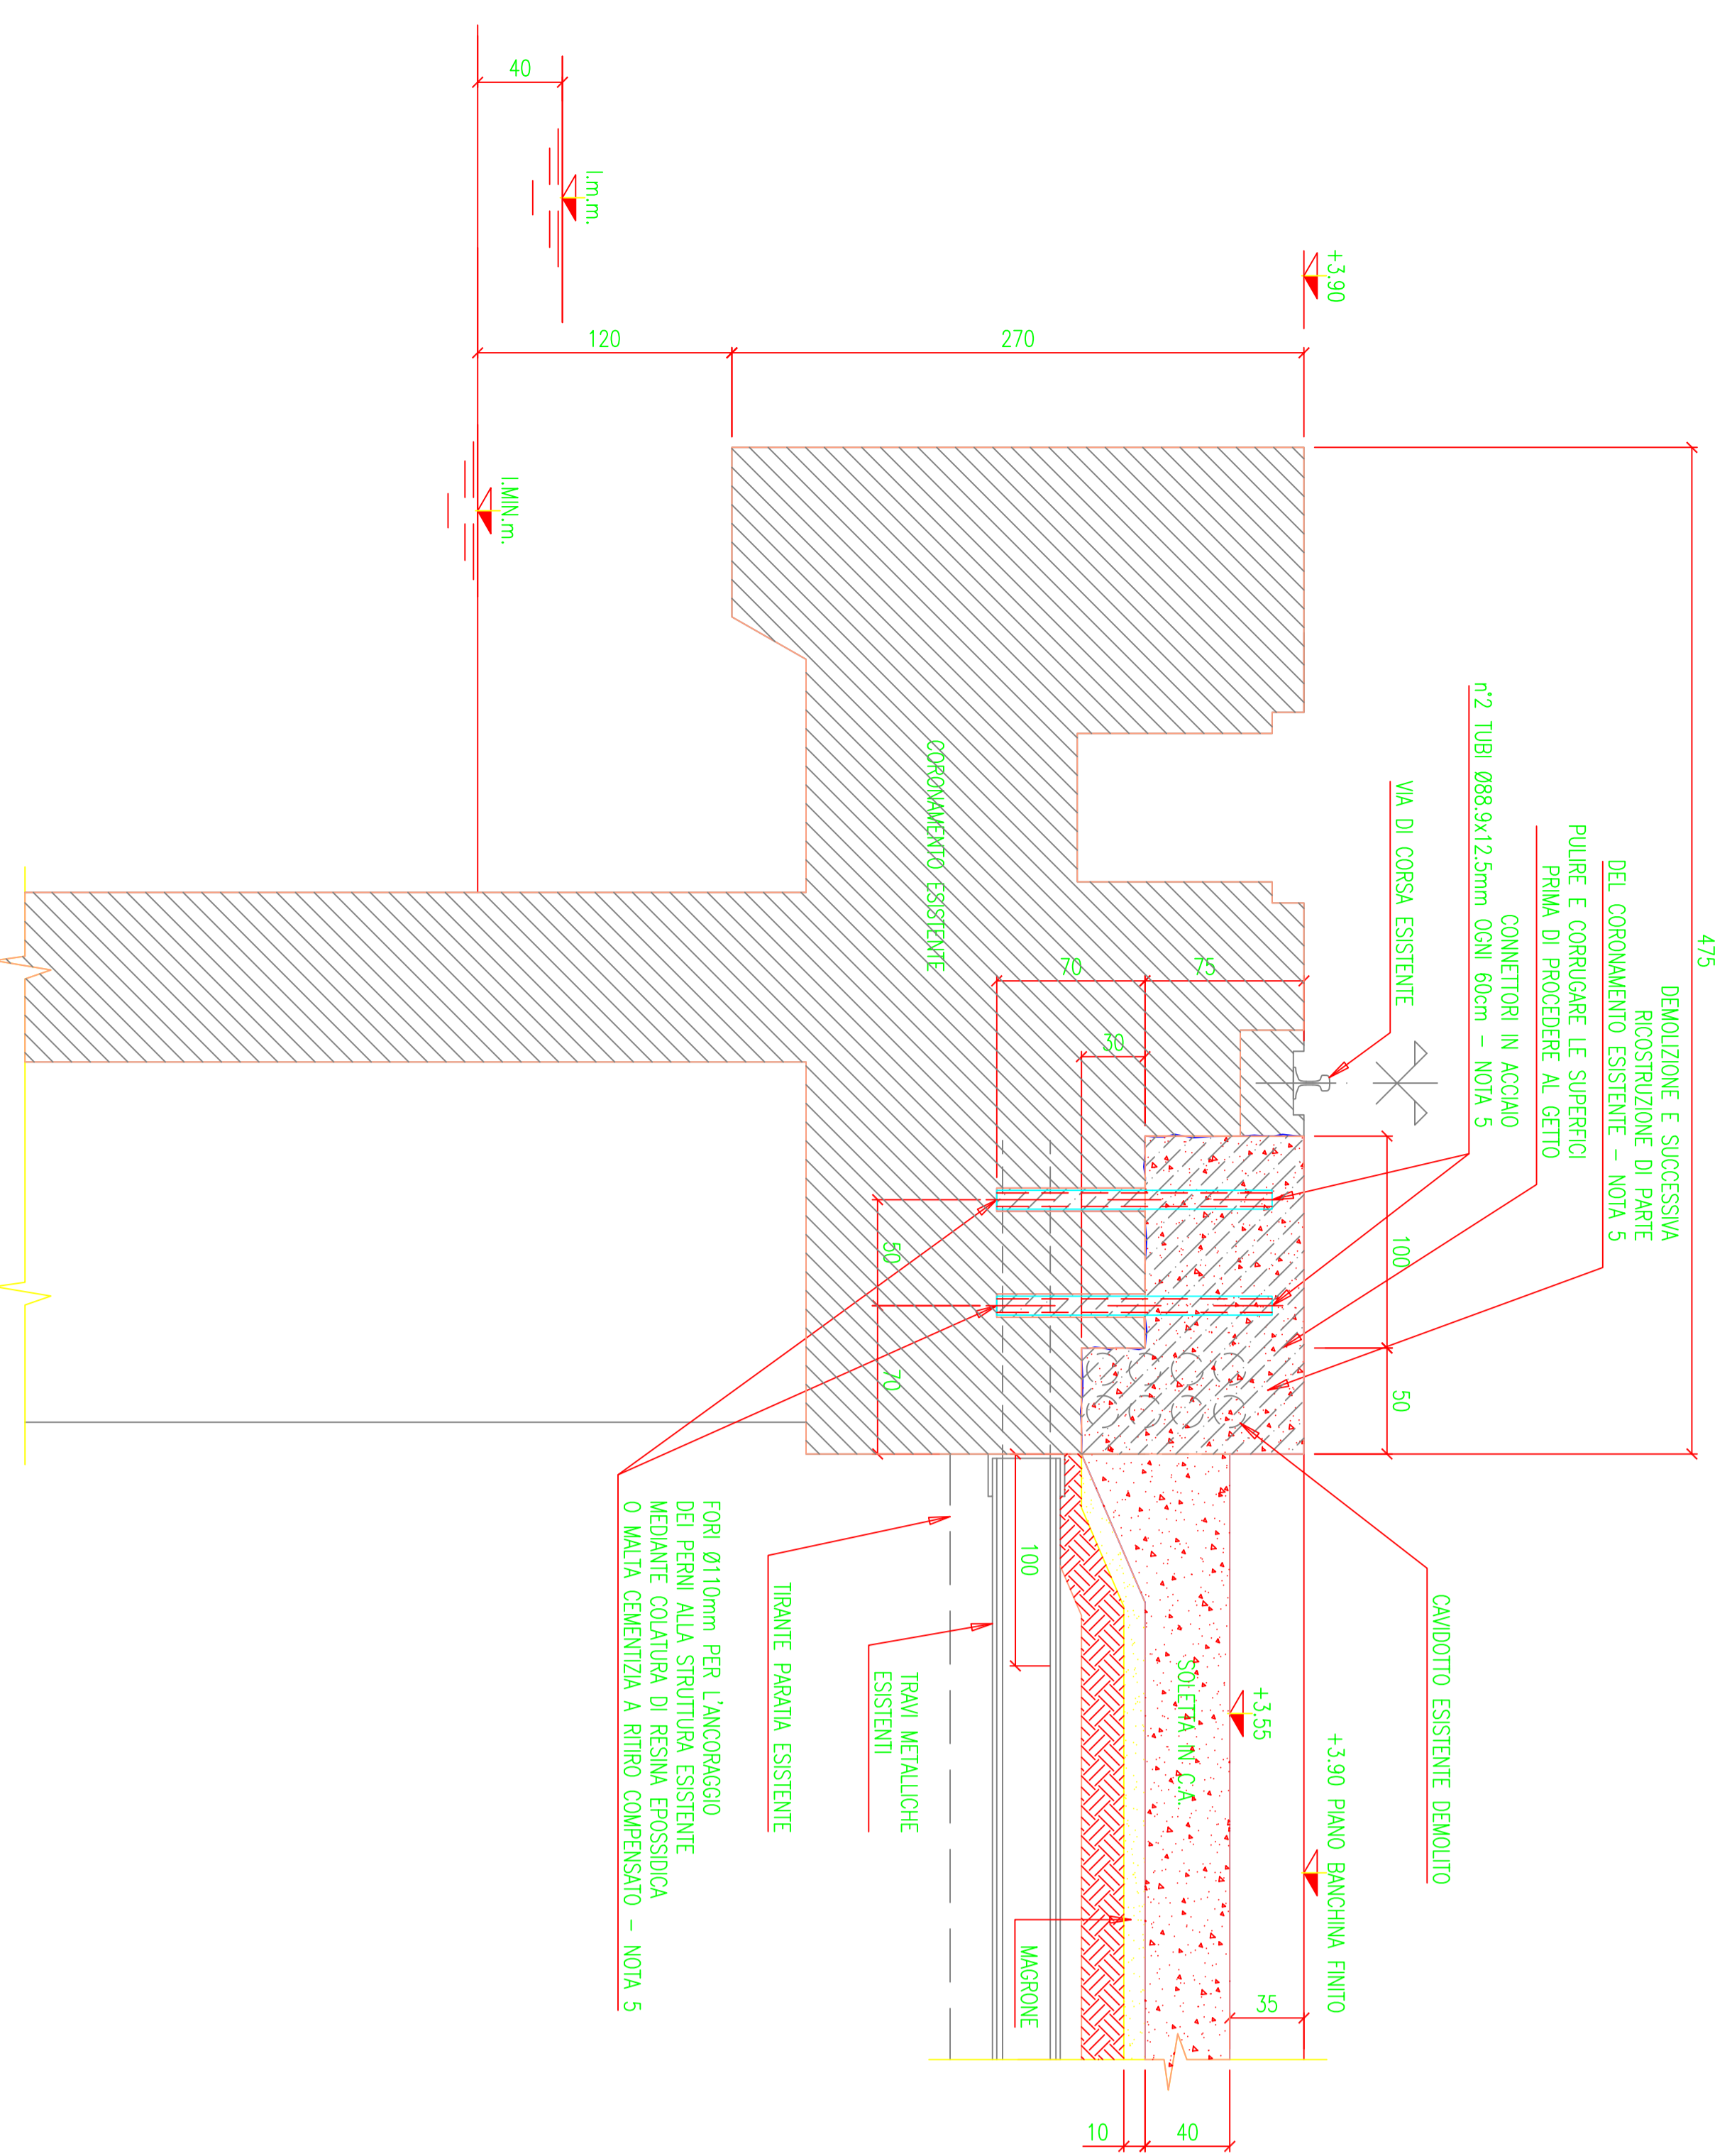 475
DEMOLIZIONE E SUCCESSIVA
RICOSTRUZIONE DI PARTE
DEL CORONAMENTO ESISTENTE - NOTA 5
PULIRE E CORRUGARE LE SUPERFICI
PRIMA DI PROCEDERE AL GETTO
CONNETTORI IN ACCIAIO
n°2 TUBI Ø88.9x12.5mm OGNI 60cm - NOTA 5
VIA DI CORSA ESISTENTE
100
50
CAVIDOTTO ESISTENTE DEMOLITO
+3.90
+3.90 PIANO BANCHINA FINITO
+3.55
35
SOLETTA IN C.A.
40
10
270
75
70
30
CORONAMENTO ESISTENTE
50
70
100
MAGRONE
TRAVI METALLICHE
ESISTENTI
TIRANTE PARATIA ESISTENTE
FORI Ø110mm PER L'ANCORAGGIO
DEI PERNI ALLA STRUTTURA ESISTENTE
MEDIANTE COLATURA DI RESINA EPOSSIDICA
O MALTA CEMENTIZIA A RITIRO COMPENSATO - NOTA 5
120
l.m.m.
40
l.MIN.m.